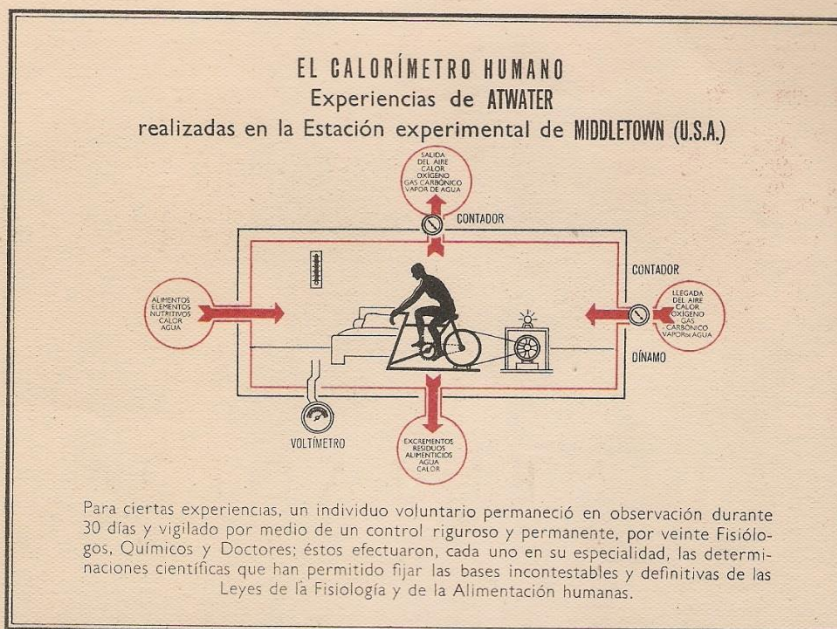 EL CALORÍMETRO HUMANO
Experiencias de ATWATER
realizadas en la Estación experimental de MIDDLETOWN (U.S.A.)
SALIDA
DEL AIRE
CALOR
OXÍGENO
GAS CARBÓNICO
VAPOR DE AGUA
CONTADOR
CONTADOR
ALIMENTOS
ELEMENTOS
NUTRITIVOS
CALOR
AGUA
LLEGADA
DEL AIRE
CALOR
OXÍGENO
GAS
CARBÓNICO
VAPOR DE AGUA
DÍNAMO
VOLTÍMETRO
EXCREMENTOS
RESIDUOS
ALIMENTICIOS
AGUA
CALOR
Para ciertas experiencias, un individuo voluntario permaneció en observación durante
30 días y vigilado por medio de un control riguroso y permanente, por veinte Fisiólo-
gos, Químicos y Doctores; éstos efectuaron, cada uno en su especialidad, las determi-
naciones científicas que han permitido fijar las bases incontestables y definitivas de las
Leyes de la Fisiología y de la Alimentación humanas.